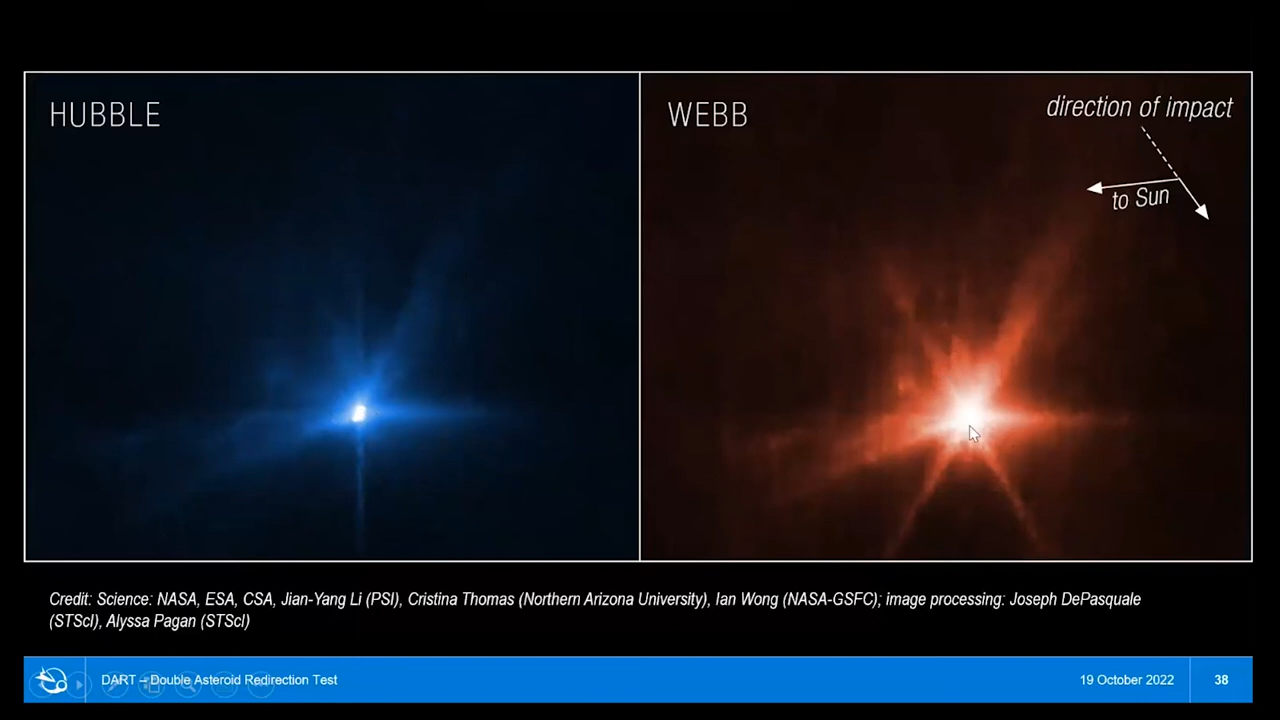 HUBBLE
WEBB
direction of impact
to Sun
Credit: Science: NASA, ESA, CSA, Jian-Yang Li (PSI), Cristina Thomas (Northern Arizona University), Ian Wong (NASA-GSFC); image processing: Joseph DePasquale
(STScI), Alyssa Pagan (STScI)
DART – Double Asteroid Redirection Test
19 October 2022
38